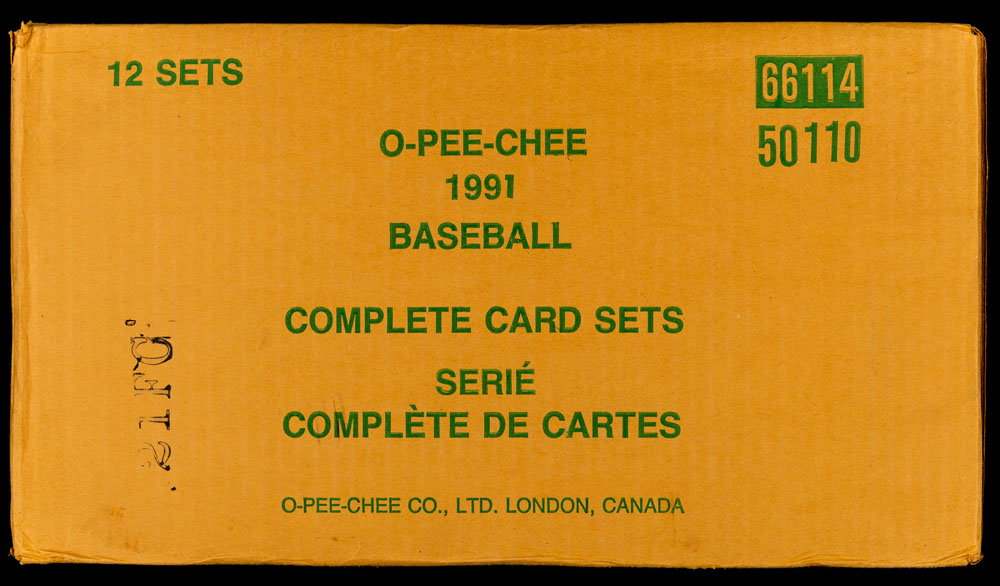 12 SETS
66114
50110
O-PEE-CHEE
1991
BASEBALL
COMPLETE CARD SETS
SERIÉ
COMPLÈTE DE CARTES
O-PEE-CHEE CO., LTD. LONDON, CANADA